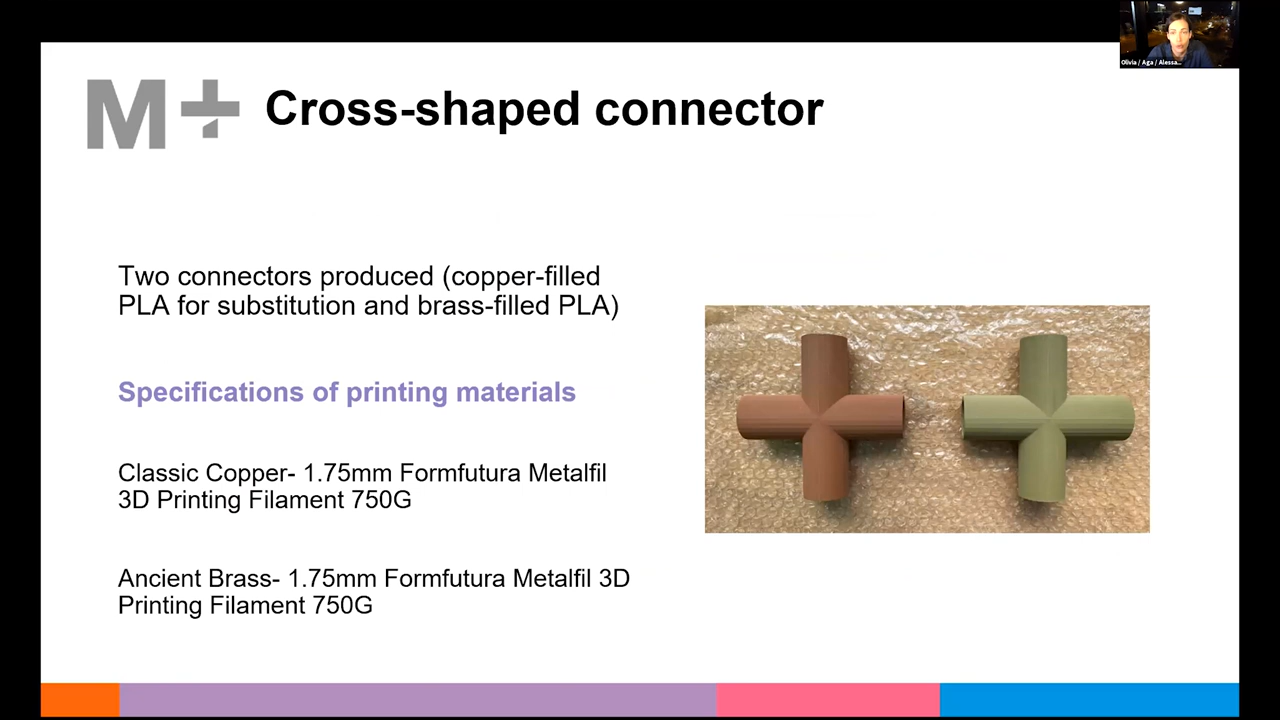 M+ Cross-shaped connector
Two connectors produced (copper-filled
PLA for substitution and brass-filled PLA)
Specifications of printing materials
Classic Copper- 1.75mm Formfutura Metalfil
3D Printing Filament 750G
Ancient Brass- 1.75mm Formfutura Metalfil 3D
Printing Filament 750G
Olivia / Aga / Alessa...